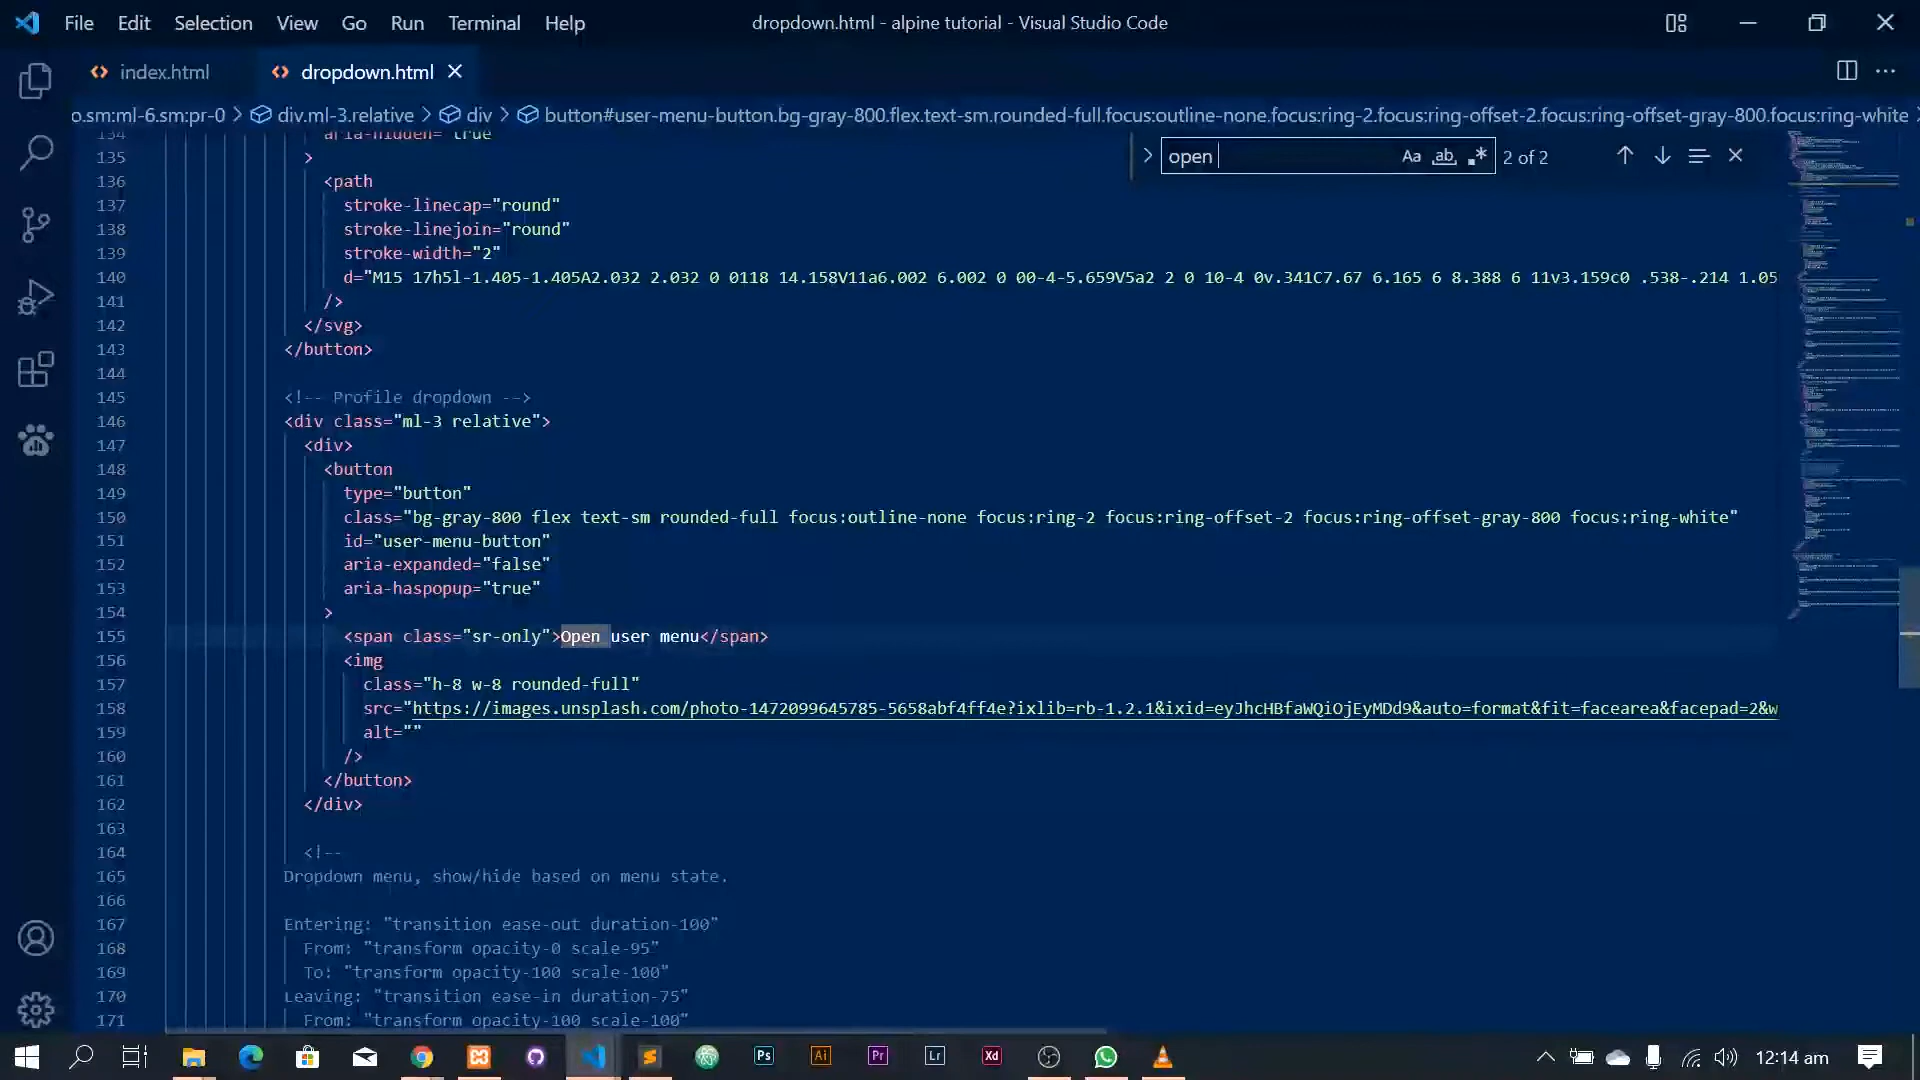 File Edit Selection View Go Run Terminal Help
dropdown.html - alpine tutorial - Visual Studio Code
index.html
dropdown.html
o.sm:ml-6.sm:pr-0 > div.ml-3.relative > div > button#user-menu-button.bg-gray-800.flex.text-sm.rounded-full.focus:outline-none.focus:ring-2.focus:ring-offset-2.focus:ring-offset-gray-800.focus:ring-white
open
Aa ab
2 of 2
134 aria-hidden="true"
135 >
136 <path
137 stroke-linecap="round"
138 stroke-linejoin="round"
139 stroke-width="2"
140 d="M15 17h5l-1.405-1.405A2.032 2.032 0 0118 14.158V11a6.002 6.002 0 00-4-5.659V5a2 2 0 10-4 0v.341C7.67 6.165 6 8.388 6 11v3.159c0 .538-.214 1.05
141 />
142 </svg>
143 </button>
144
145 <!-- Profile dropdown -->
146 <div class="ml-3 relative">
147 <div>
148 <button
149 type="button"
150 class="bg-gray-800 flex text-sm rounded-full focus:outline-none focus:ring-2 focus:ring-offset-2 focus:ring-offset-gray-800 focus:ring-white"
151 id="user-menu-button"
152 aria-expanded="false"
153 aria-haspopup="true"
154 >
155 <span class="sr-only">Open user menu</span>
156 <img
157 class="h-8 w-8 rounded-full"
158 src="https://images.unsplash.com/photo-1472099645785-5658abf4ff4e?ixlib=rb-1.2.1&ixid=eyJhcHBfaWQiOjEyMDd9&auto=format&fit=facearea&facepad=2&w
159 alt=""
160 />
161 </button>
162 </div>
163
164 <!--
165 Dropdown menu, show/hide based on menu state.
166
167 Entering: "transition ease-out duration-100"
168 From: "transform opacity-0 scale-95"
169 To: "transform opacity-100 scale-100"
170 Leaving: "transition ease-in duration-75"
171 From: "transform opacity-100 scale-100"
Ps Ai Pr Lr Xd
12:14 am